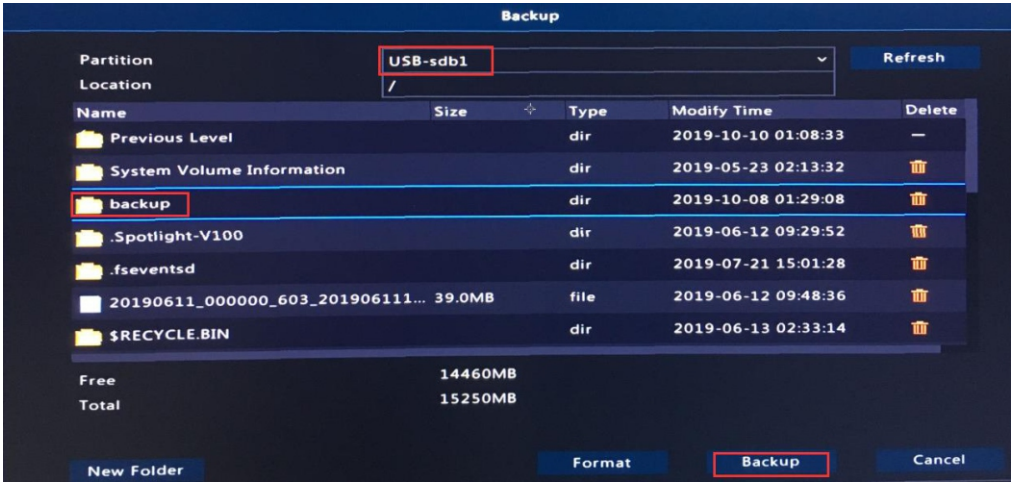 Backup
Partition USB-sdb1 Refresh
Location /
Name Size Type Modify Time Delete
Previous Level dir 2019-10-10 01:08:33 —
System Volume Information dir 2019-05-23 02:13:32
backup dir 2019-10-08 01:29:08
.Spotlight-V100 dir 2019-06-12 09:29:52
.fseventsd dir 2019-07-21 15:01:28
20190611_000000_603_201906111... 39.0MB file 2019-06-12 09:48:36
$RECYCLE.BIN dir 2019-06-13 02:33:14
Free 14460MB
Total 15250MB
New Folder Format Backup Cancel